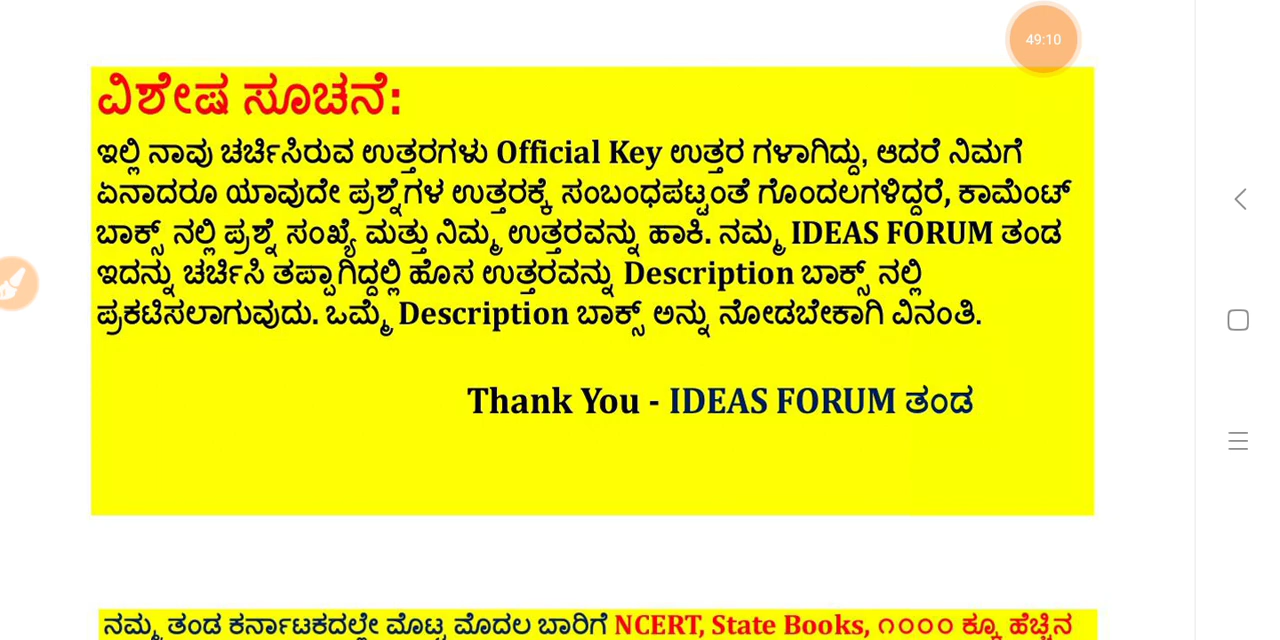 49:10
ವಿಶೇಷ ಸೂಚನೆ:
ಇಲ್ಲಿ ನಾವು ಚರ್ಚಿಸಿರುವ ಉತ್ತರಗಳು Official Key ಉತ್ತರ ಗಳಾಗಿದ್ದು, ಆದರೆ ನಿಮಗೆ
ಏನಾದರೂ ಯಾವುದೇ ಪ್ರಶ್ನೆಗಳ ಉತ್ತರಕ್ಕೆ ಸಂಬಂಧಪಟ್ಟಂತೆ ಗೊಂದಲಗಳಿದ್ದರೆ, ಕಾಮೆಂಟ್
ಬಾಕ್ಸ್ ನಲ್ಲಿ ಪ್ರಶ್ನೆ ಸಂಖ್ಯೆ ಮತ್ತು ನಿಮ್ಮ ಉತ್ತರವನ್ನು ಹಾಕಿ. ನಮ್ಮ IDEAS FORUM ತಂಡ
ಇದನ್ನು ಚರ್ಚಿಸಿ ತಪ್ಪಾಗಿದ್ದಲ್ಲಿ ಹೊಸ ಉತ್ತರವನ್ನು Description ಬಾಕ್ಸ್ ನಲ್ಲಿ
ಪ್ರಕಟಿಸಲಾಗುವುದು. ಒಮ್ಮೆ Description ಬಾಕ್ಸ್ ಅನ್ನು ನೋಡಬೇಕಾಗಿ ವಿನಂತಿ.
Thank You - IDEAS FORUM ತಂಡ
ನಮ್ಮ ತಂಡ ಕರ್ನಾಟಕದಲ್ಲೇ ಮೊಟ್ಟ ಮೊದಲ ಬಾರಿಗೆ NCERT, State Books, ೧೦೦೦ ಕ್ಕೂ ಹೆಚ್ಚಿನ